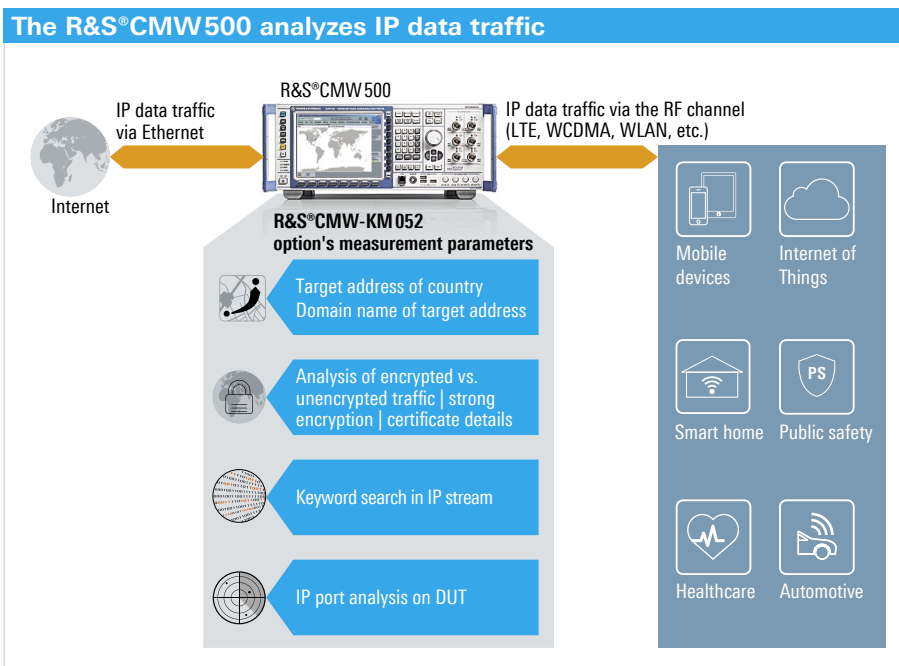 The R&S®CMW500 analyzes IP data traffic
R&S®CMW500
IP data traffic
via Ethernet
IP data traffic via the RF channel
(LTE, WCDMA, WLAN, etc.)
Internet
R&S®CMW-KM052
option's measurement parameters
Target address of country
Domain name of target address
Analysis of encrypted vs.
unencrypted traffic | strong
encryption | certificate details
Keyword search in IP stream
IP port analysis on DUT
Mobile
devices
Internet of
Things
Smart home
PS
Public safety
Healthcare
Automotive